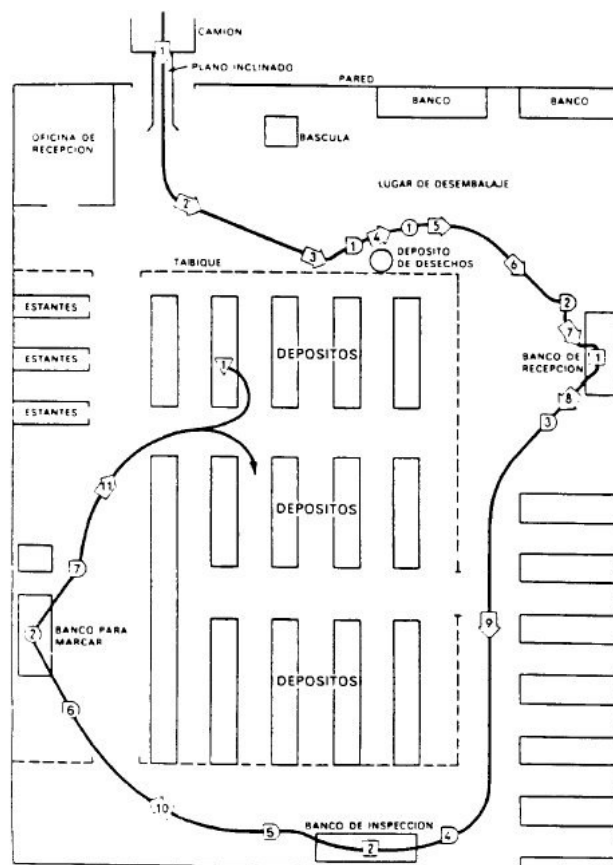 CAMION
1
PLANO INCLINADO
PARED
BANCO
BANCO
OFICINA DE
RECEPCION
BASCULA
LUGAR DE DESEMBALAJE
2
3
1
4
1
5
6
DEPOSITO
DE DESECHOS
TABIQUE
2
7
ESTANTES
ESTANTES
ESTANTES
DEPOSITOS
1
BANCO DE
RECEPCION
1
8
3
DEPOSITOS
11
7
2
BANCO PARA
MARCAR
9
DEPOSITOS
6
10
5
BANCO DE INSPECCION
2
4